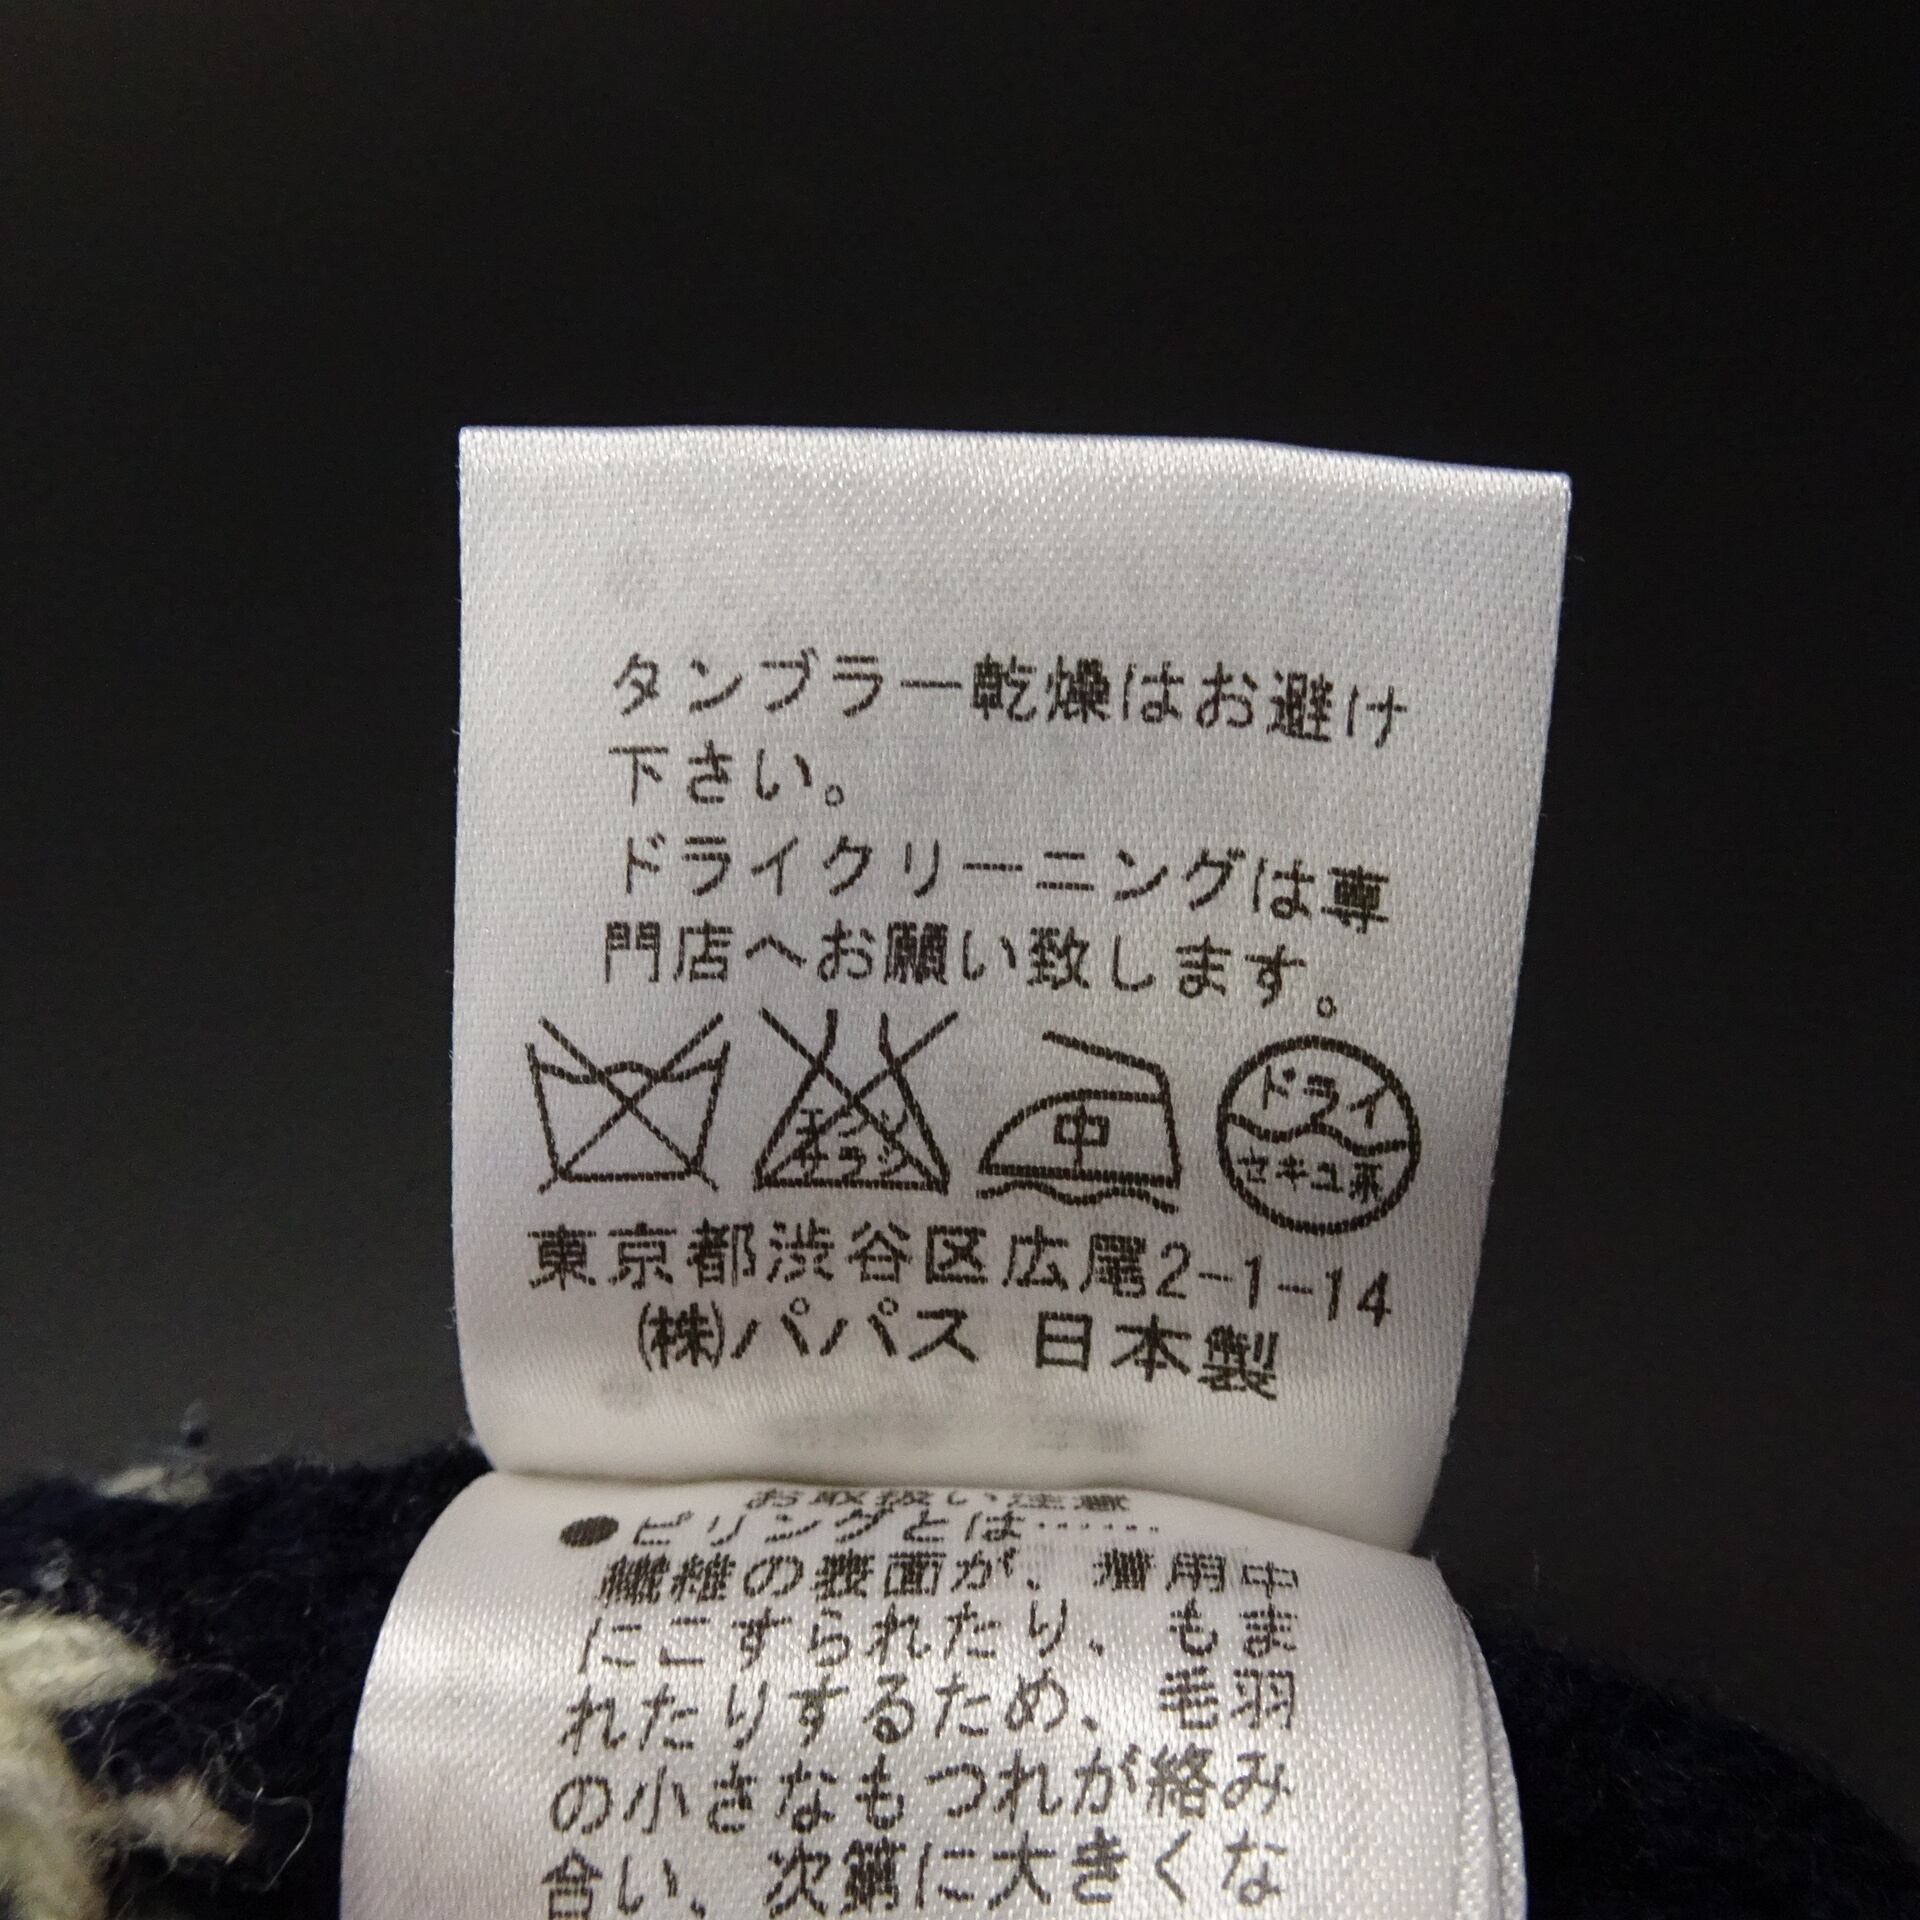 タンブラー乾燥はお避け
下さい。
ドライクリーニングは専
門店へお願い致します。
エンソ
サラシ
中
ドライ
セキユ系
東京都渋谷区広尾2-1-14
(株)パパス 日本製
お取扱い注意
●ピリングとは……
繊維の表面が、着用中
にこすられたり、もま
れたりするため、毛羽
の小さなもつれが絡み
合い、次第に大きくな